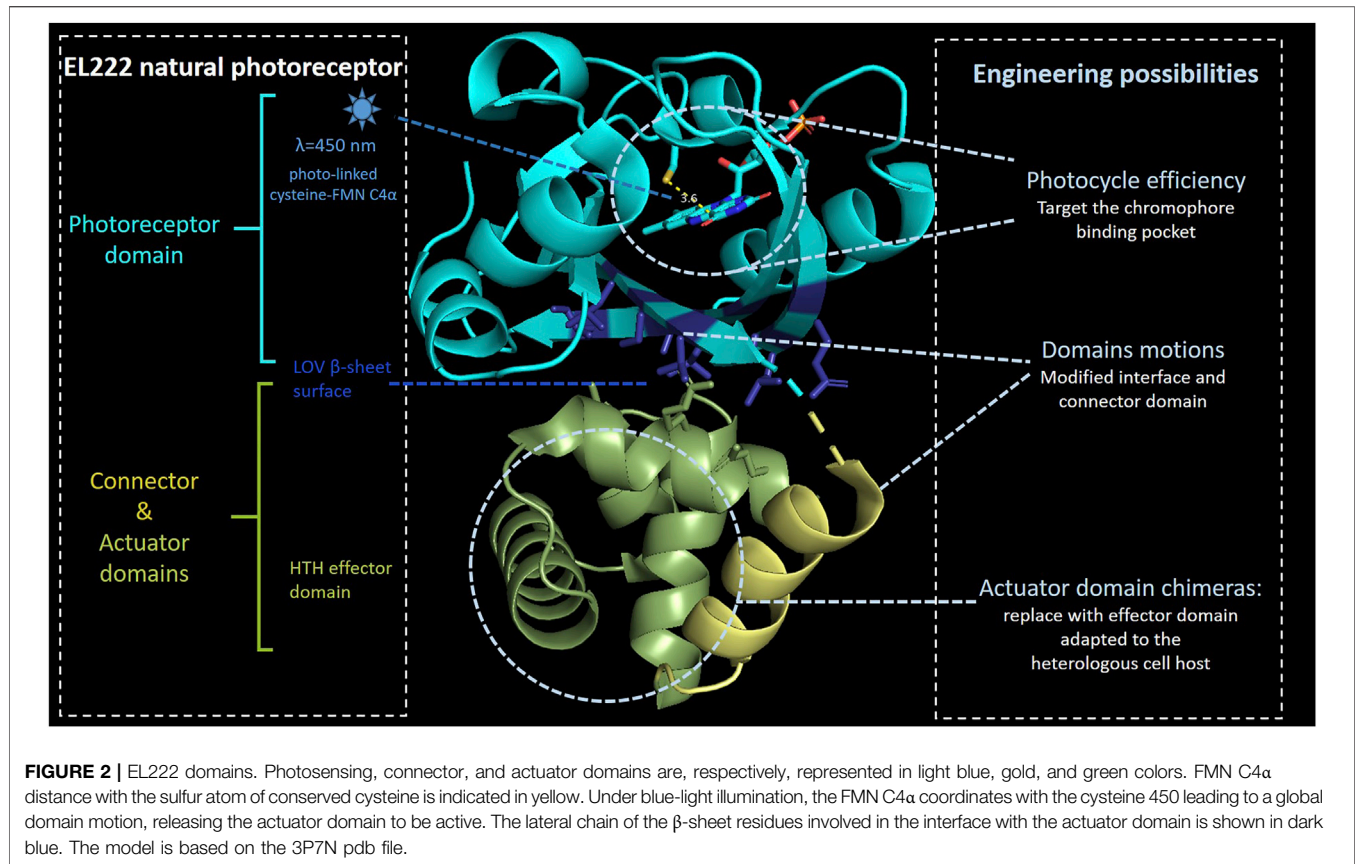 EL222 natural photoreceptor
λ=450 nm
photo-linked
cysteine-FMN C4α
Photoreceptor
domain
LOV β-sheet
surface
Connector
&
Actuator
domains
HTH effector
domain
3.6
Engineering possibilities
Photocycle efficiency
Target the chromophore
binding pocket
Domains motions
Modified interface and
connector domain
Actuator domain chimeras:
replace with effector domain
adapted to the
heterologous cell host
FIGURE 2 | EL222 domains. Photosensing, connector, and actuator domains are, respectively, represented in light blue, gold, and green colors. FMN C4α
distance with the sulfur atom of conserved cysteine is indicated in yellow. Under blue-light illumination, the FMN C4α coordinates with the cysteine 450 leading to a global
domain motion, releasing the actuator domain to be active. The lateral chain of the β-sheet residues involved in the interface with the actuator domain is shown in dark
blue. The model is based on the 3P7N pdb file.